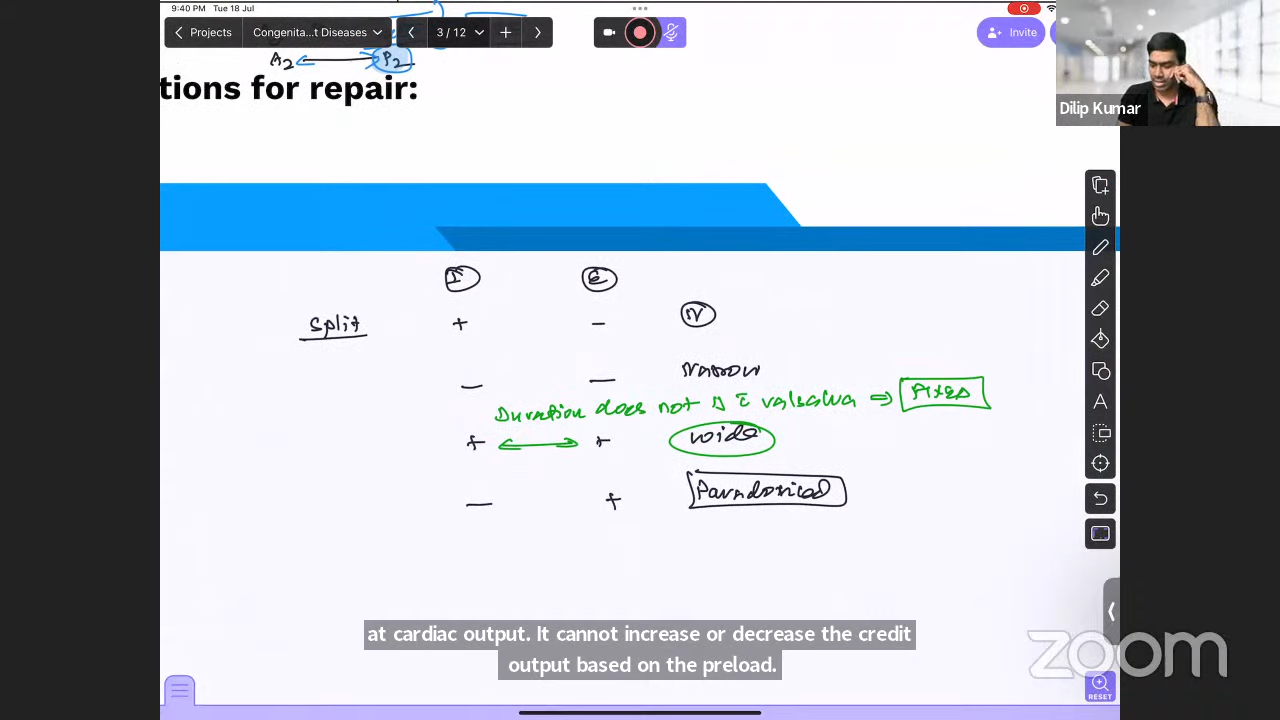 9:40 PM Tue 18 Jul
Projects
Congenita...t Diseases
3 / 12
Invite
A2
P2
tions for repair:
Dilip Kumar
I E
Split + - N
- - Narrow
Duration does not Δ c̄ valsalva ⇒ Fixed
+ ↔ + wide
- + Paradoxical
A
at cardiac output. It cannot increase or decrease the credit
output based on the preload.
zoom
RESET